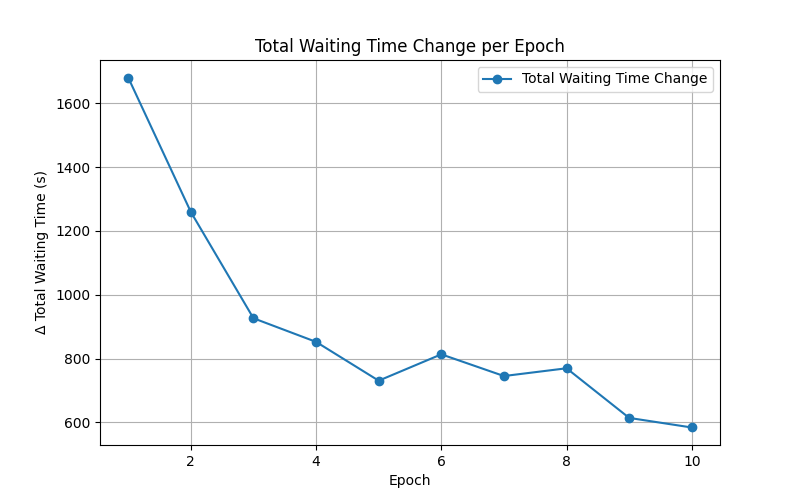 Total Waiting Time Change per Epoch
Total Waiting Time Change
Δ Total Waiting Time (s)
1600
1400
1200
1000
800
600
2 4 6 8 10
Epoch